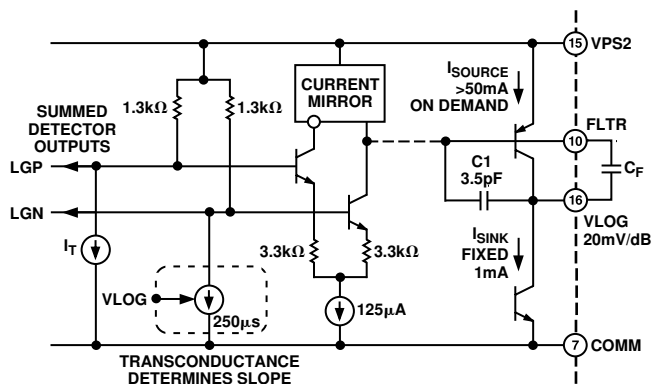 15
VPS2
ISOURCE
>50mA
ON DEMAND
CURRENT
MIRROR
1.3kΩ
1.3kΩ
SUMMED
DETECTOR
OUTPUTS
FLTR
10
LGP
C1
3.5pF
CF
LGN
16
VLOG
20mV/dB
ISINK
FIXED
1mA
3.3kΩ
3.3kΩ
IT
VLOG
250µs
125µA
7
COMM
TRANSCONDUCTANCE
DETERMINES SLOPE